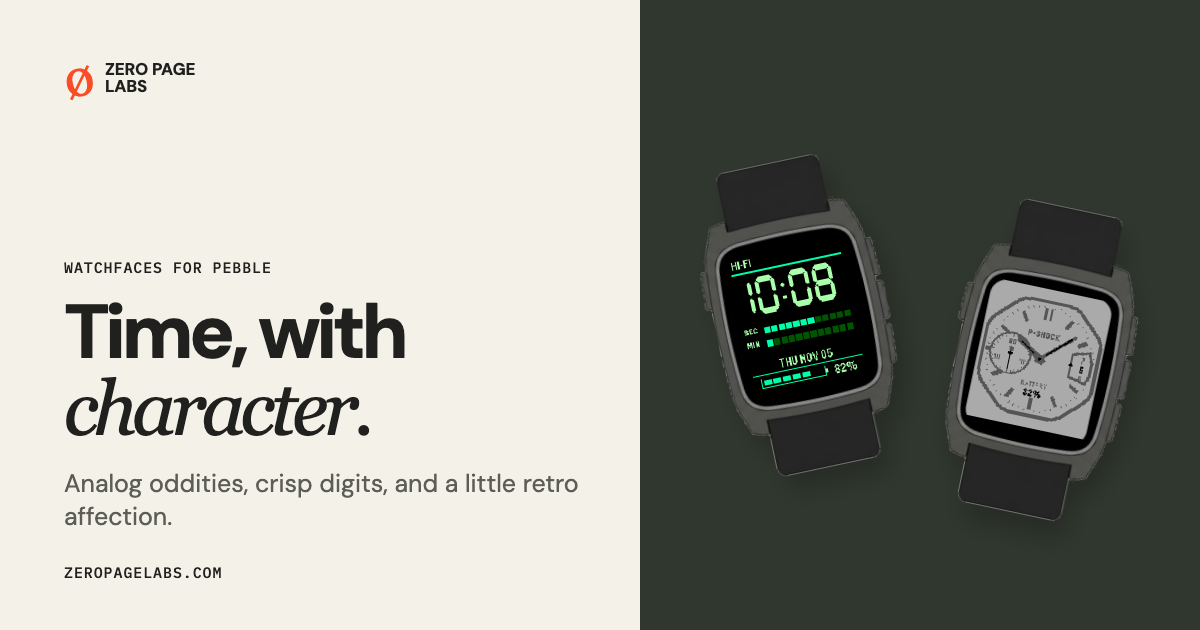 Ø ZERO PAGE
LABS
WATCHFACES FOR PEBBLE
Time, with
character.
Analog oddities, crisp digits, and a little retro
affection.
ZEROPAGELABS.COM
HI-FI
10:08
SEC
MIN
THU NOV 05
82%
P-SHOCK
BATTERY
82%